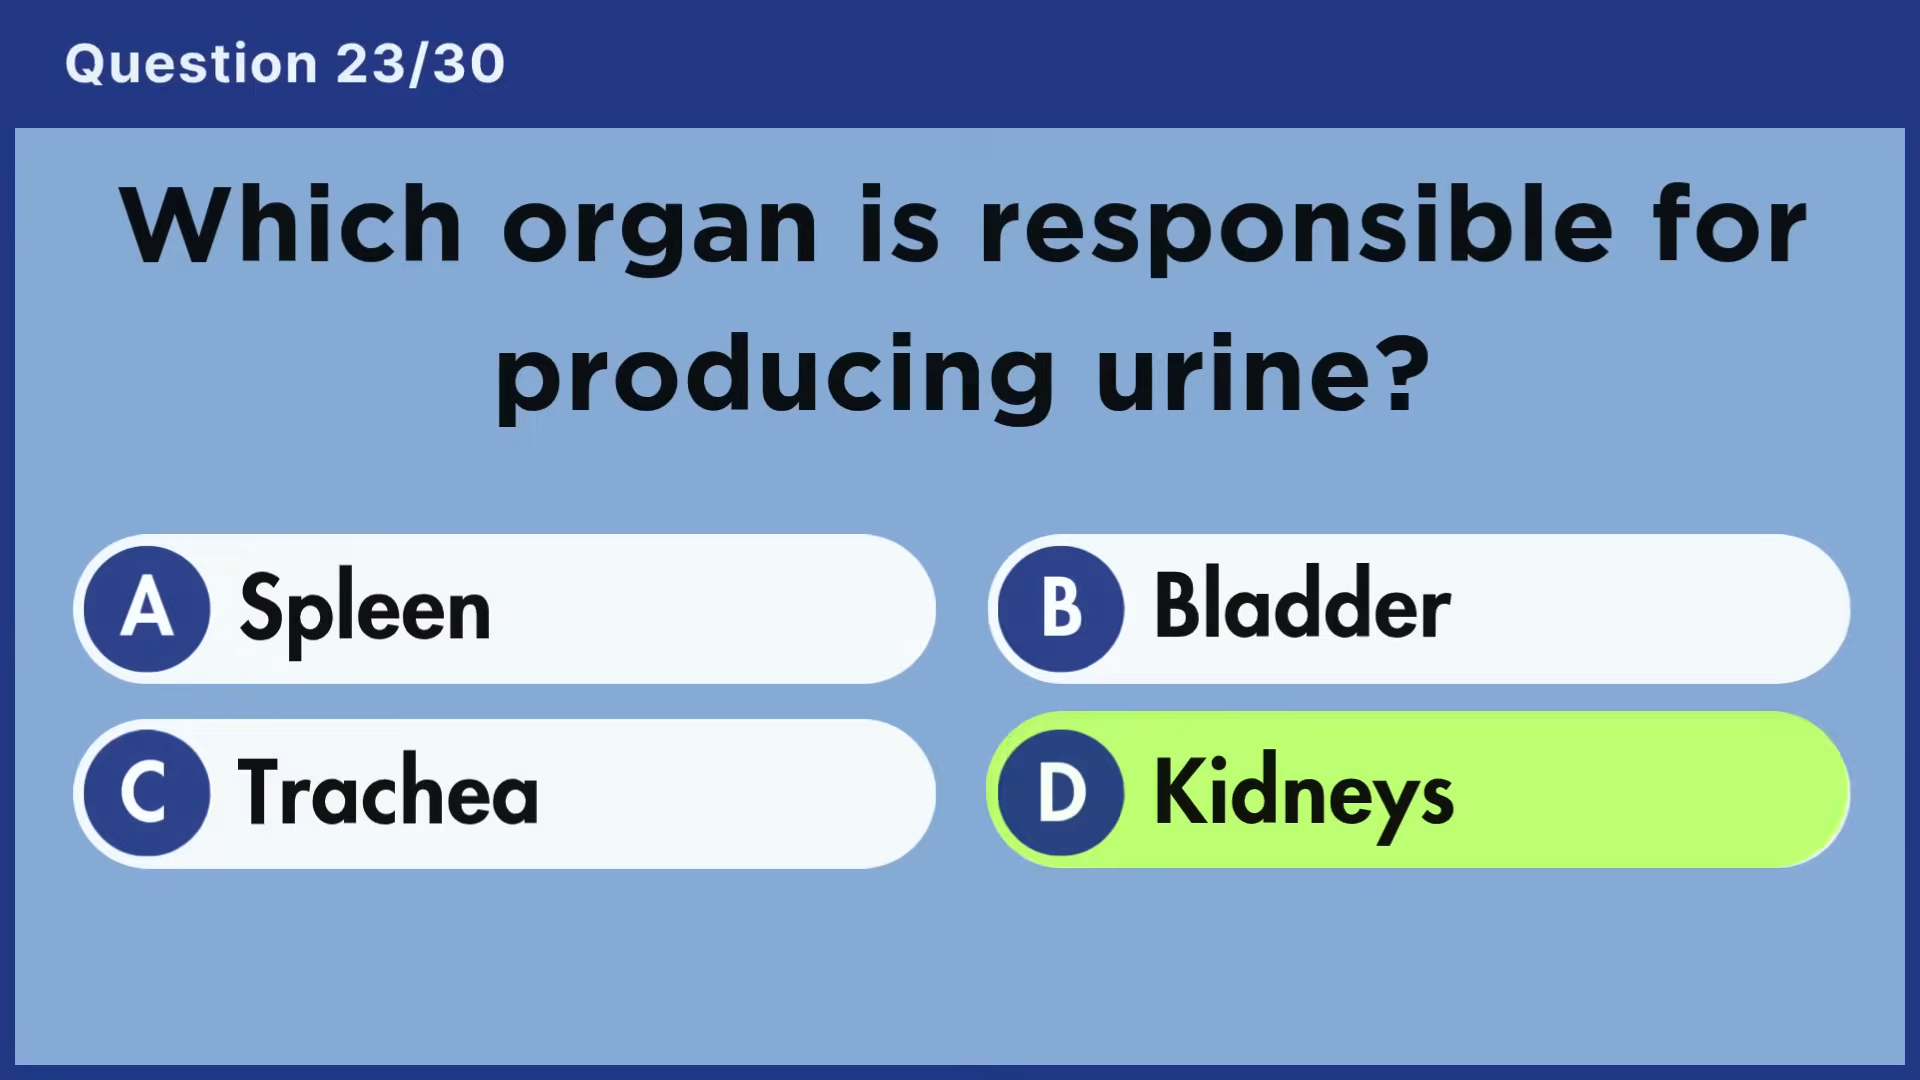 Question 23/30
Which organ is responsible for
producing urine?
A Spleen
B Bladder
C Trachea
D Kidneys